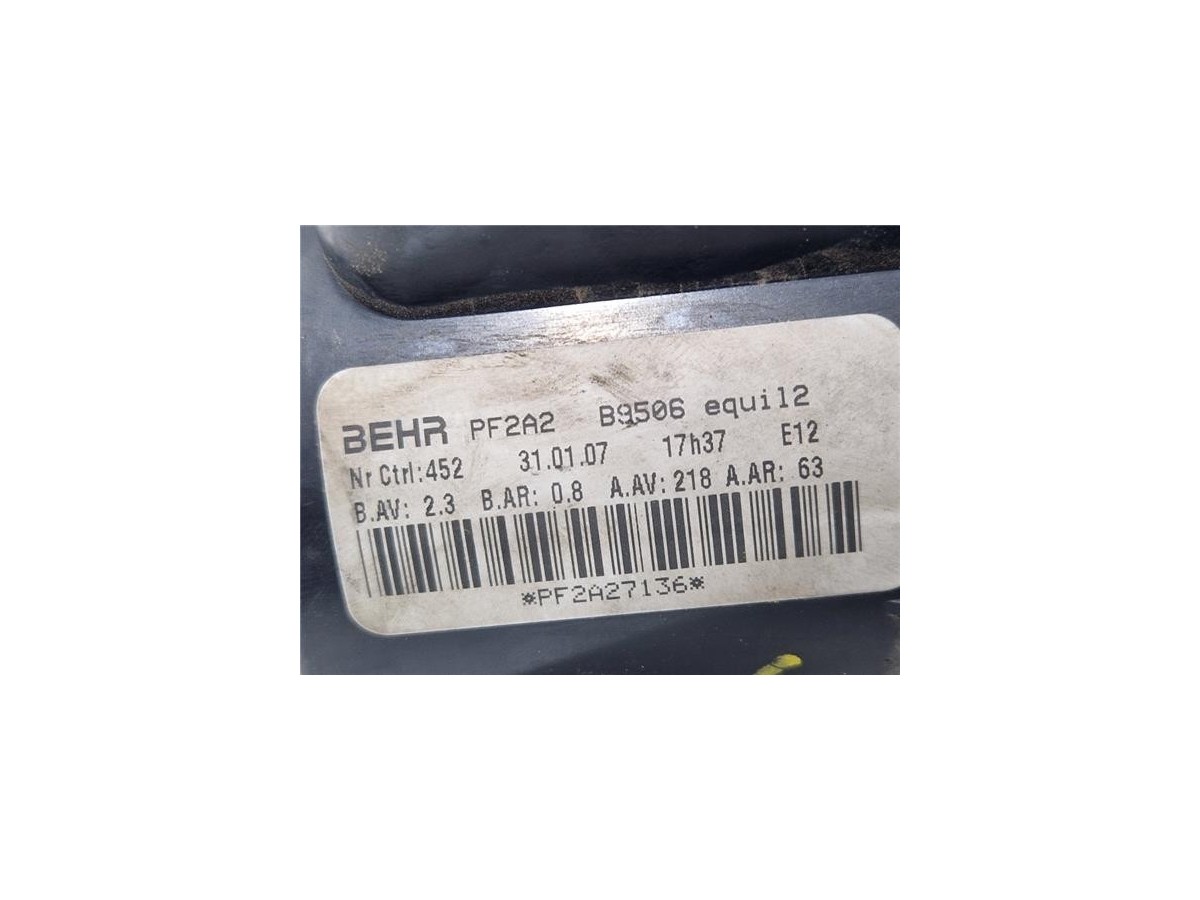 BEHR PF2A2 B9506 equil2
Nr Ctrl:452 31.01.07 17h37 E12
B.AV: 2.3 B.AR: 0.8 A.AV:218 A.AR: 63
*PF2A27136*